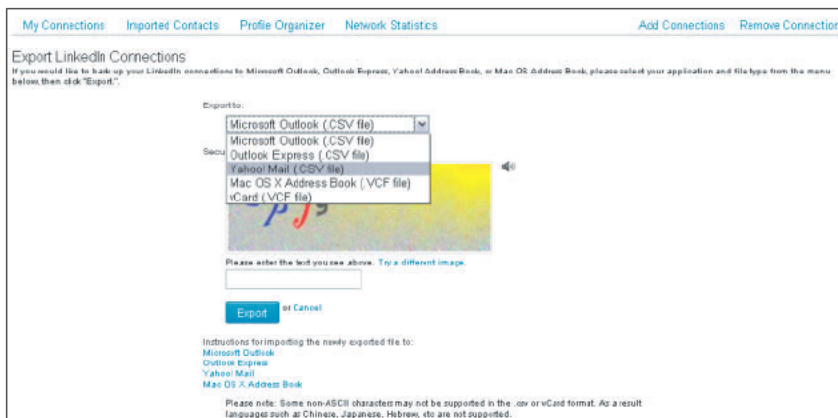 My Connections Imported Contacts Profile Organizer Network Statistics Add Connections Remove Connection
Export LinkedIn Connections
If you would like to back up your LinkedIn connections to Microsoft Outlook, Outlook Express, Yahoo! Address Book, or Mac OS Address Book, please select your application and file type from the menu
below, then click "Export.".
Export to:
Microsoft Outlook (.CSV file)
Microsoft Outlook (.CSV file)
Secu
Outlook Express (.CSV file)
Yahoo! Mail (.CSV file)
Mac OS X Address Book (.VCF file)
vCard (.VCF file)
Please enter the text you see above. Try a different image.
Export or Cancel
Instructions for importing the newly exported file to:
Microsoft Outlook
Outlook Express
Yahoo! Mail
Mac OS X Address Book
Please note: Some non-ASCII characters may not be supported in the .csv or vCard format. As a result
languages such as Chinese, Japanese, Hebrew, etc are not supported.